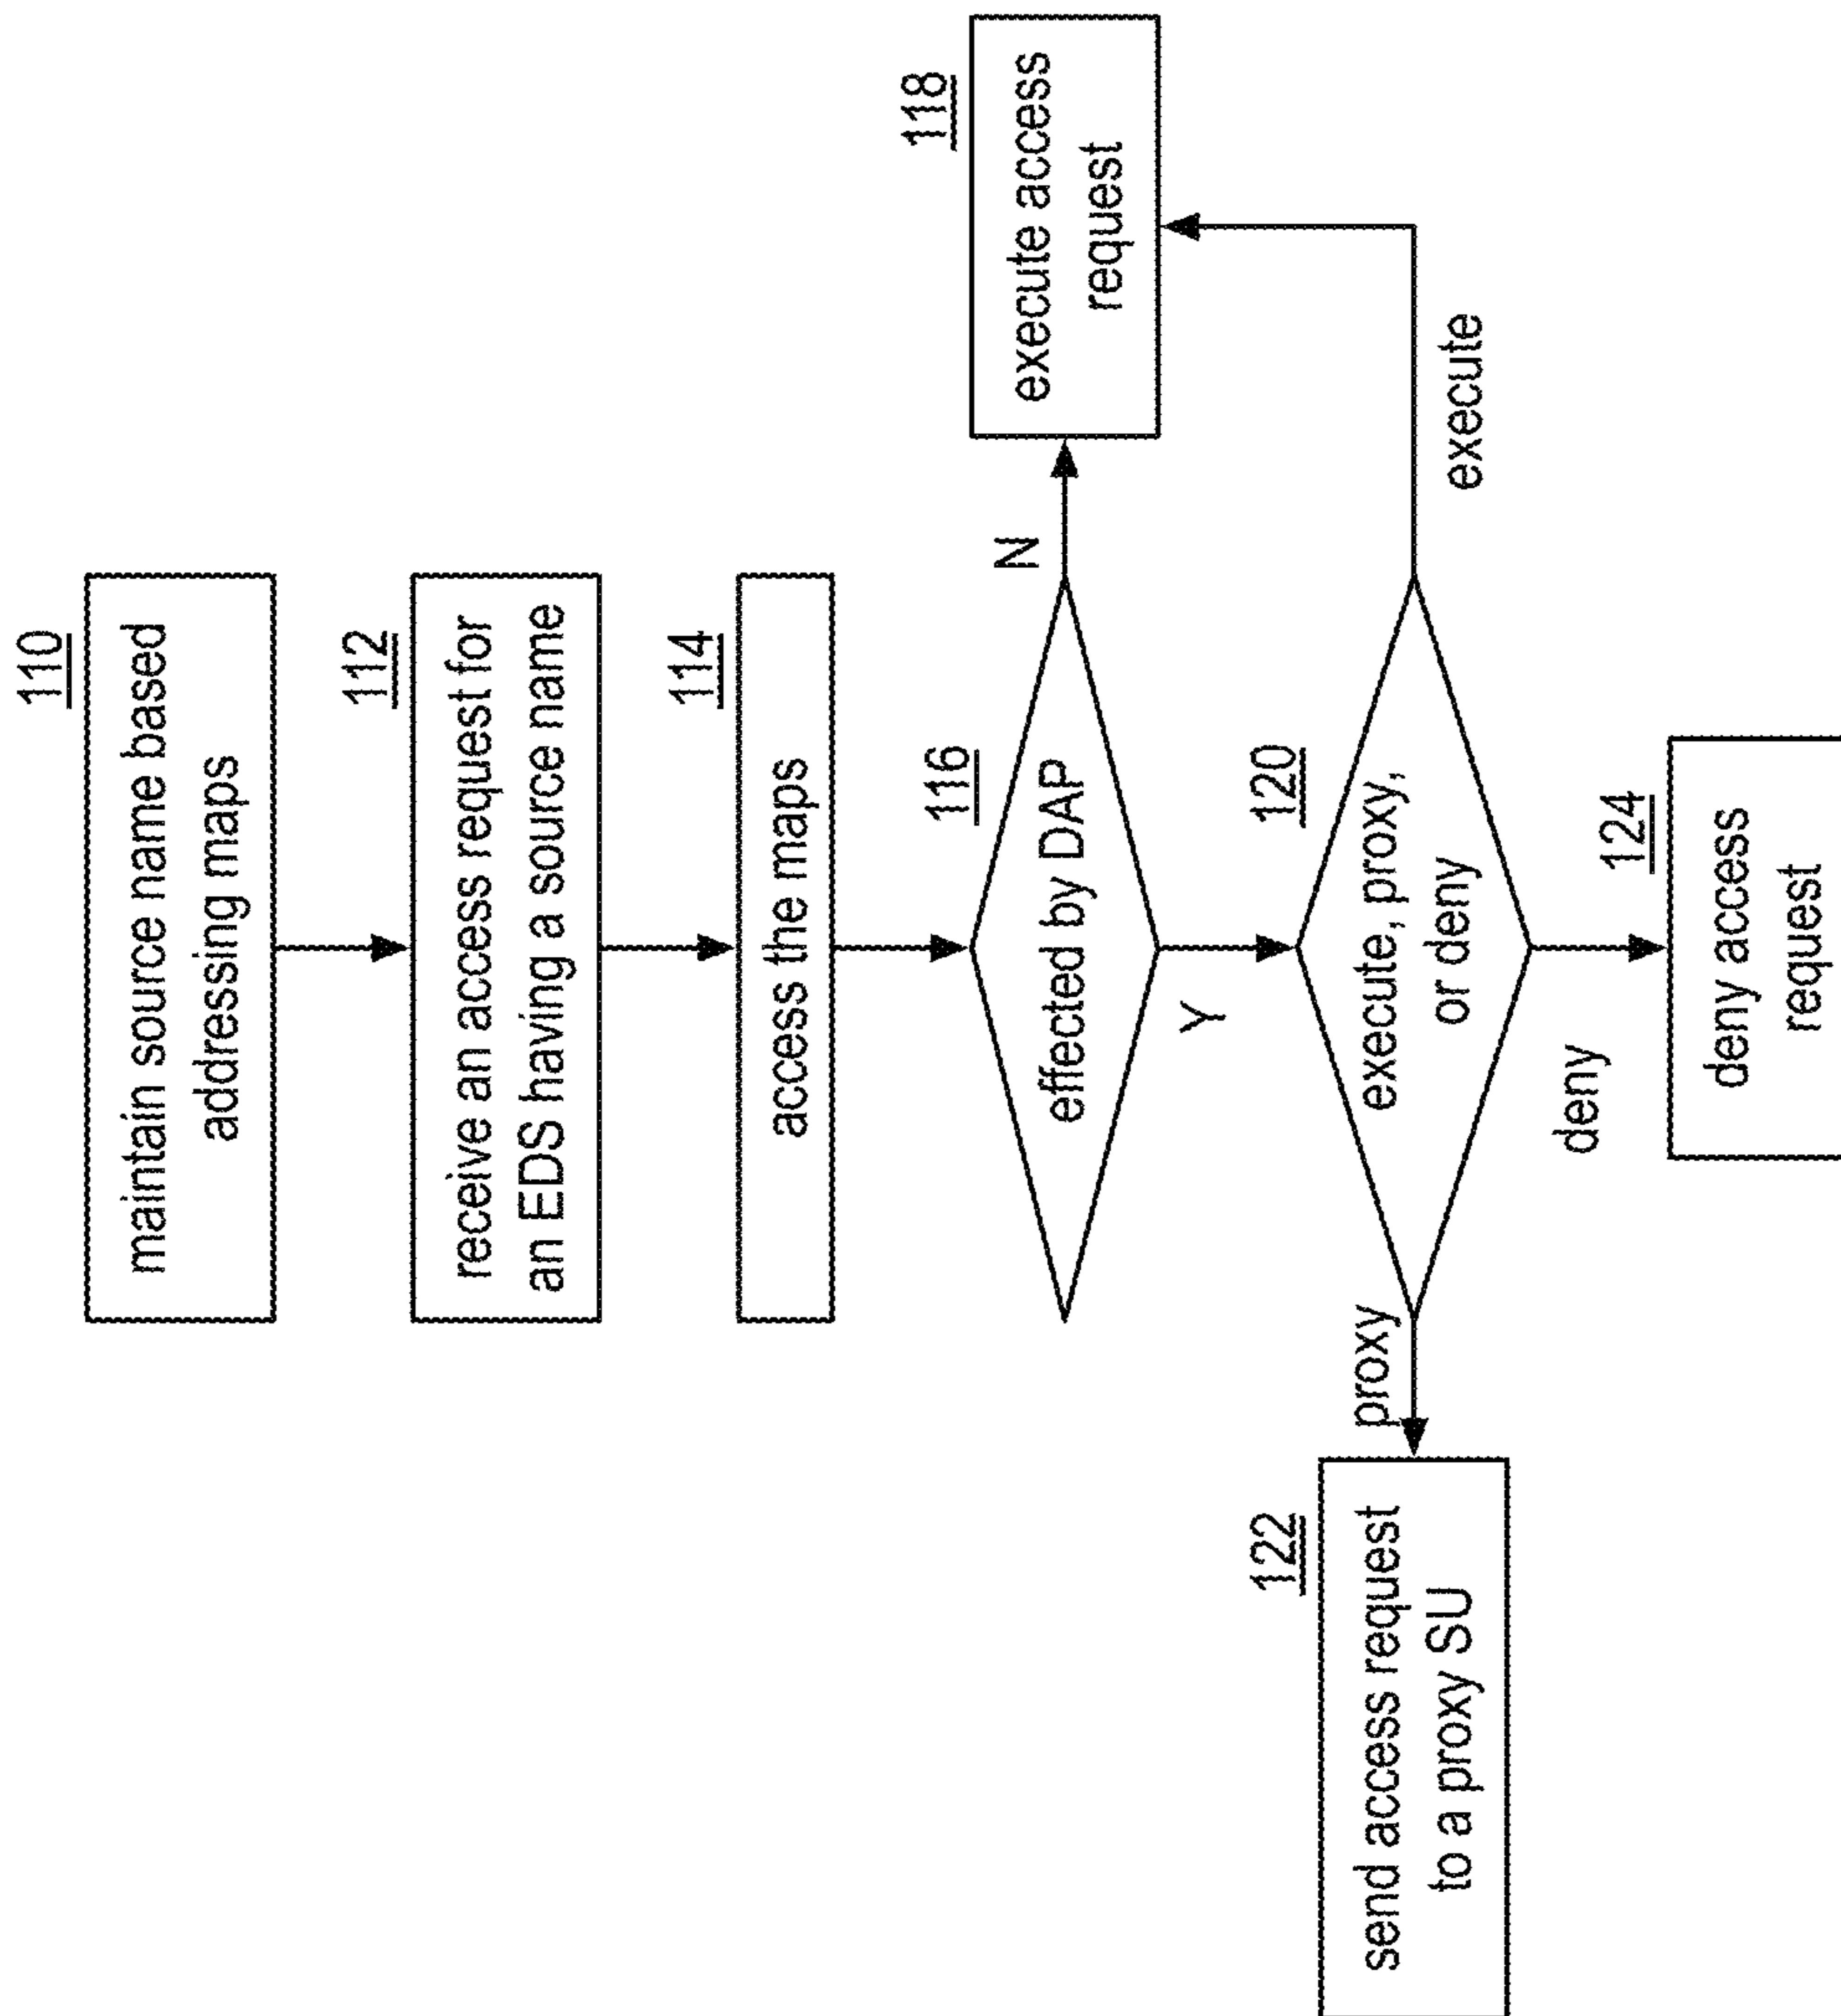 110
maintain source name based
addressing maps
112
receive an access request for
an EDS having a source name
114
access the maps
116
effected by DAP
N
118
execute access
request
Y
120
execute, proxy,
or deny
execute
proxy
122
send access request
to a proxy SU
deny
124
deny access
request